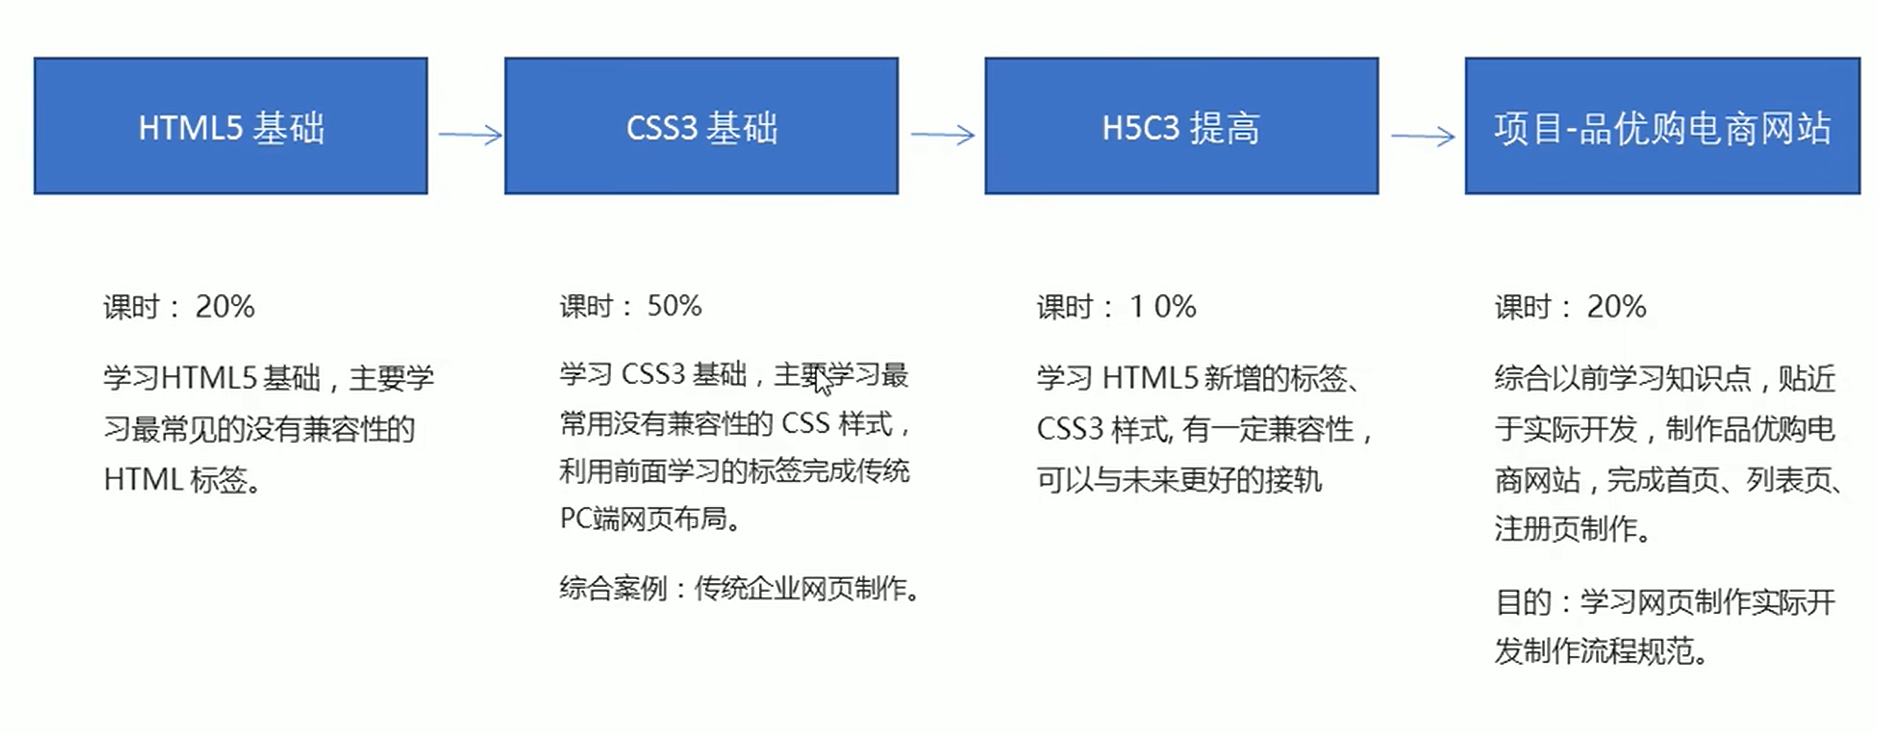 HTML5 基础
CSS3 基础
H5C3 提高
项目-品优购电商网站
课时： 20%
学习HTML5 基础，主要学
习最常见的没有兼容性的
HTML 标签。
课时： 50%
学习 CSS3 基础，主要学习最
常用没有兼容性的 CSS 样式，
利用前面学习的标签完成传统
PC端网页布局。
综合案例：传统企业网页制作。
课时： 1 0%
学习 HTML5 新增的标签、
CSS3 样式, 有一定兼容性，
可以与未来更好的接轨
课时： 20%
综合以前学习知识点，贴近
于实际开发，制作品优购电
商网站，完成首页、列表页、
注册页制作。
目的：学习网页制作实际开
发制作流程规范。